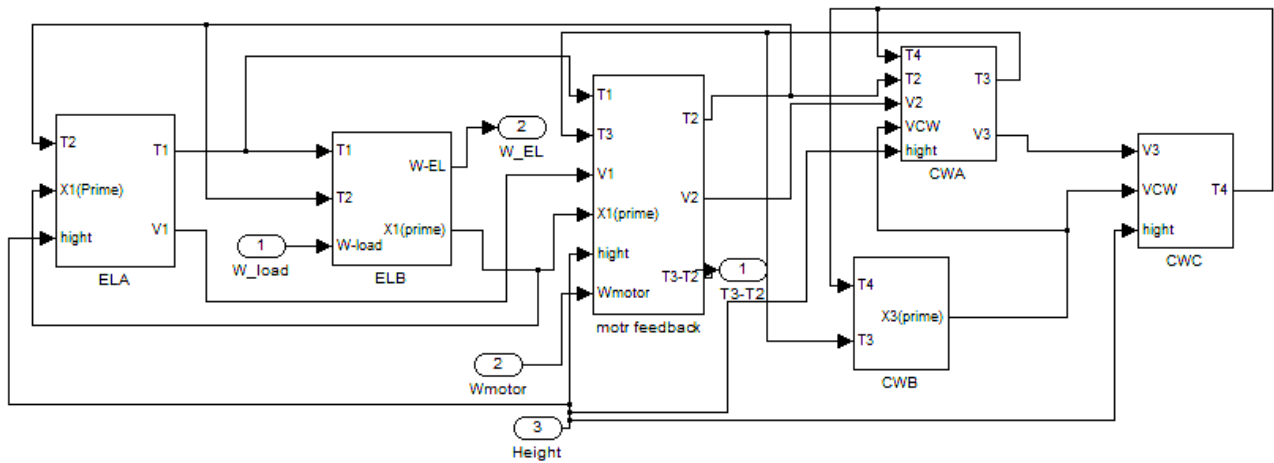 T2
X1(Prime)
hight
T1
V1
ELA
T1
T2
W-load
W-EL
X1(prime)
ELB
1
W_load
2
W_EL
T1
T3
V1
X1(prime)
hight
Wmotor
T2
V2
T3-T2
motr feedback
1
T3-T2
2
Wmotor
3
Height
T4
T2
V2
VCW
hight
T3
V3
CWA
T4
T3
X3(prime)
CWB
V3
VCW
hight
T4
CWC